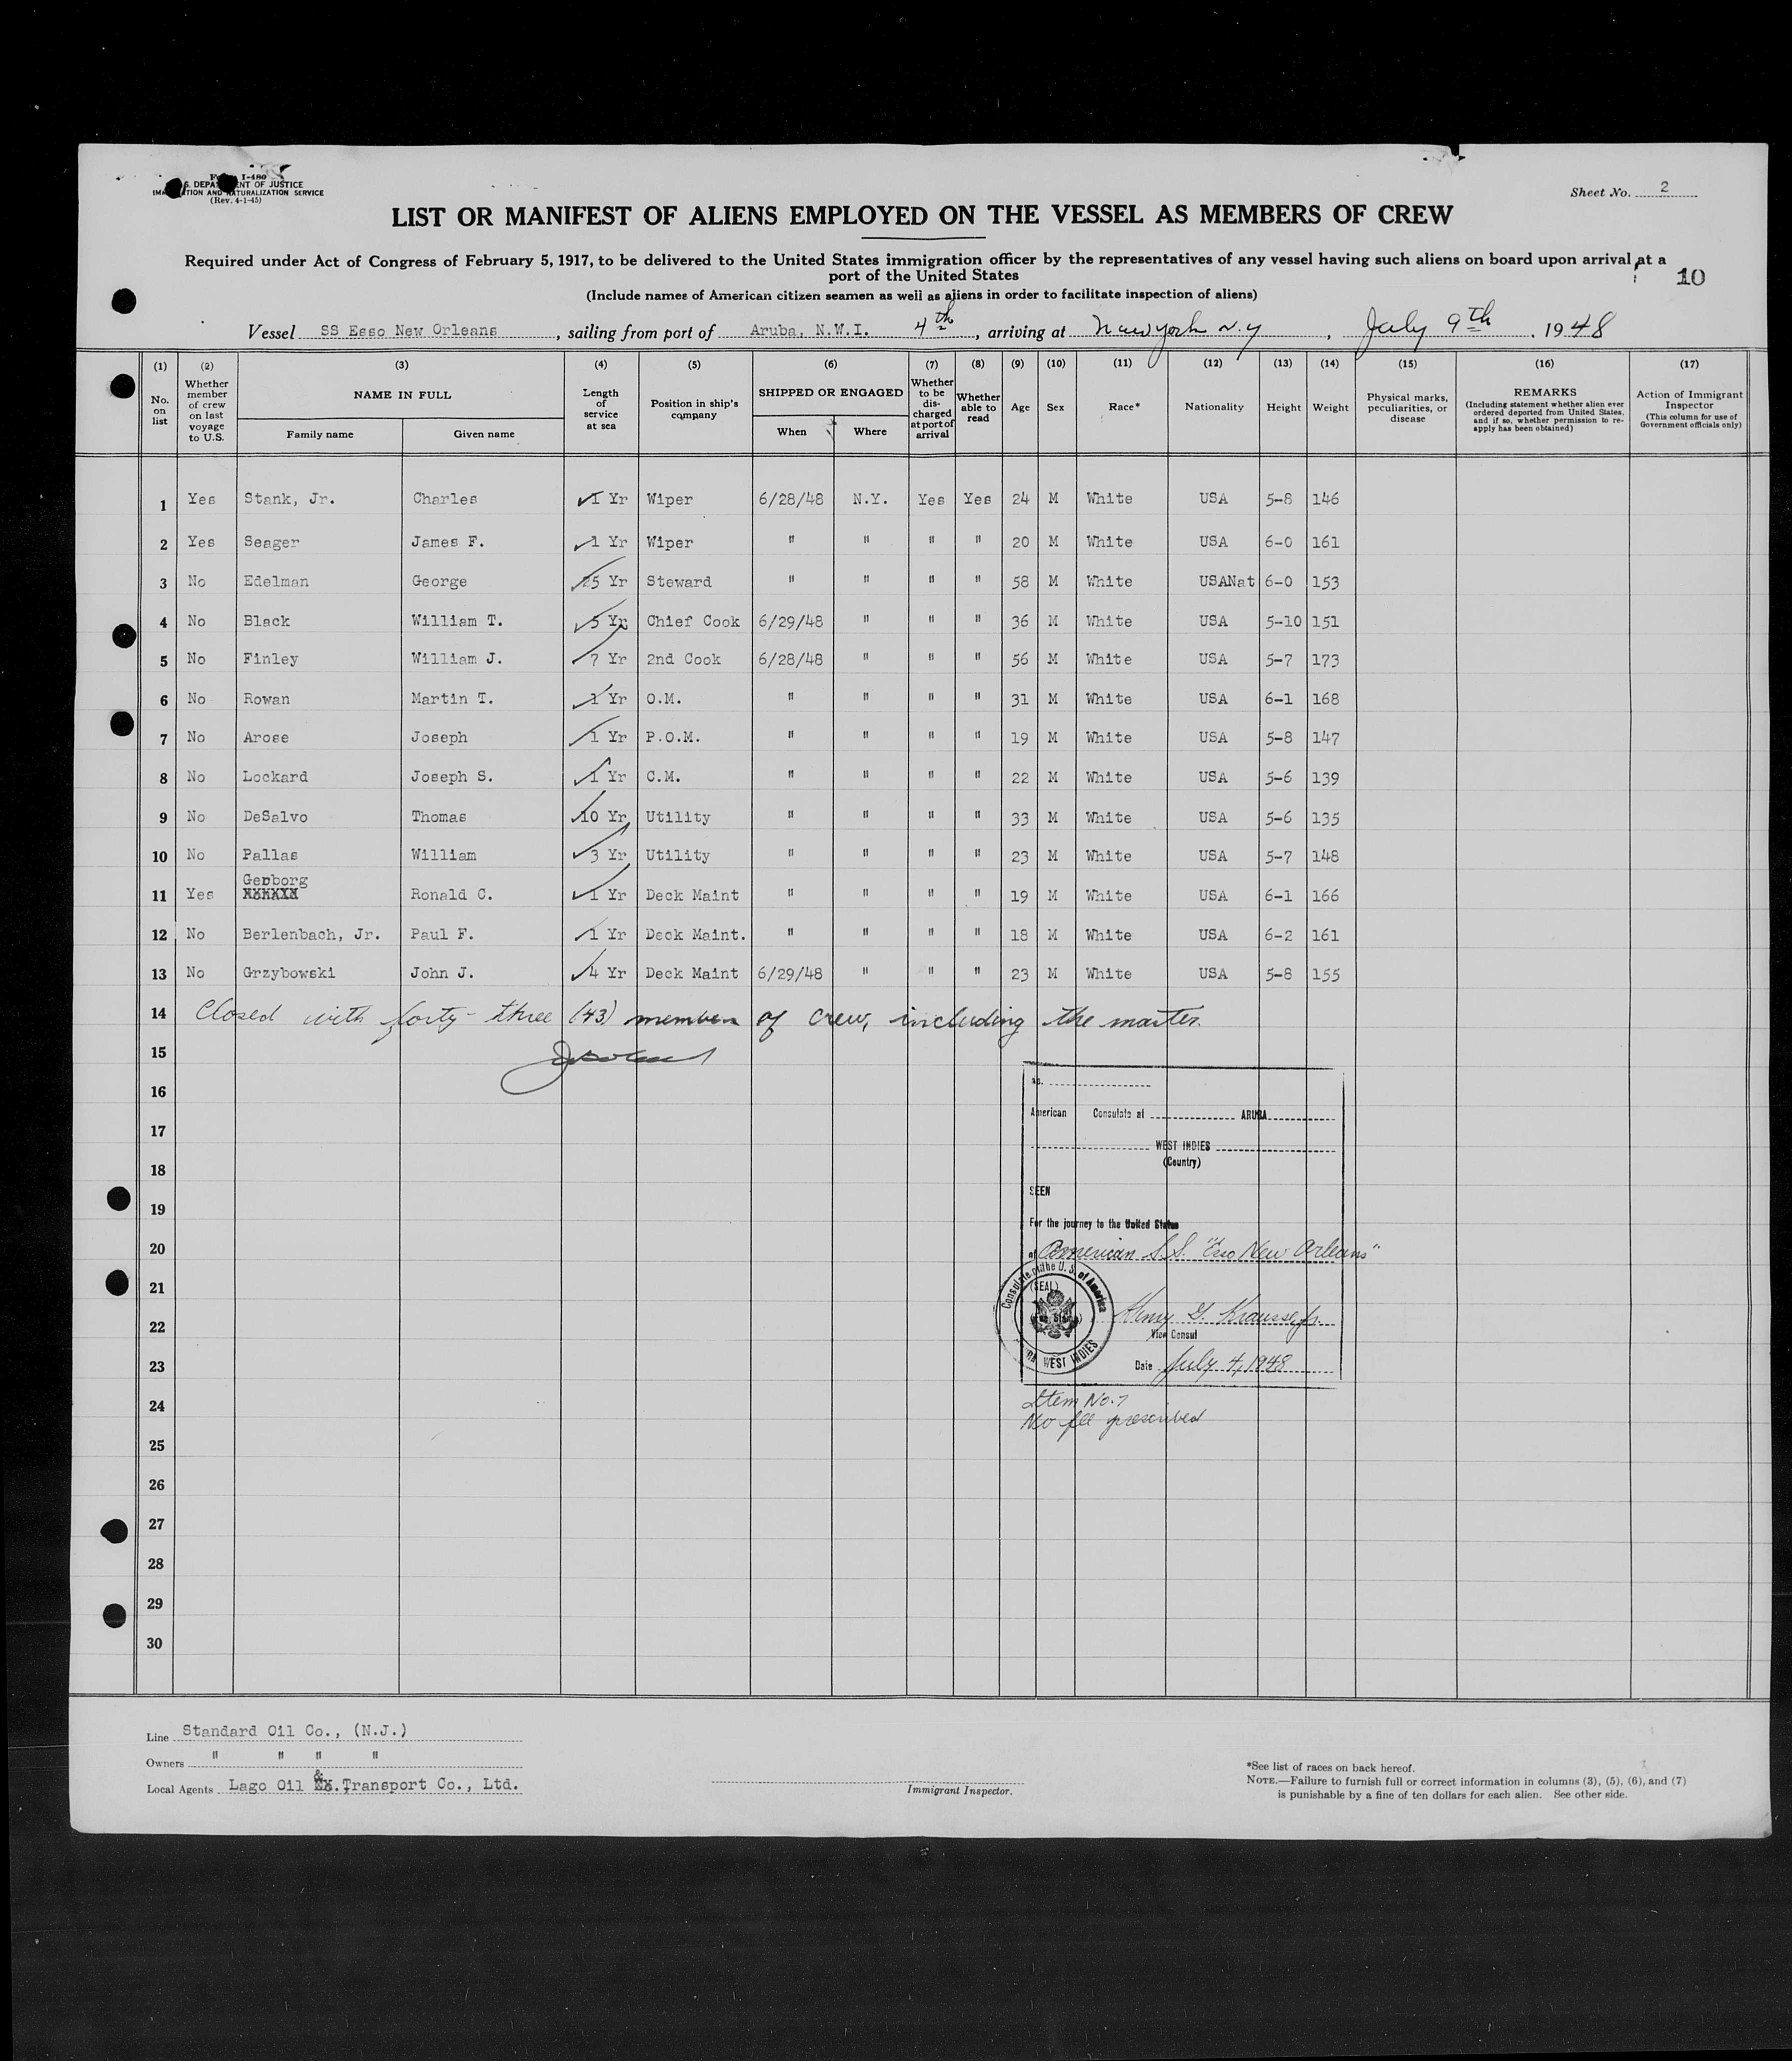 Form I-480
U.S. DEPARTMENT OF JUSTICE
IMMIGRATION AND NATURALIZATION SERVICE
(Rev. 4-1-45)
Sheet No. 2
LIST OR MANIFEST OF ALIENS EMPLOYED ON THE VESSEL AS MEMBERS OF CREW
Required under Act of Congress of February 5, 1917, to be delivered to the United States immigration officer by the representatives of any vessel having such aliens on board upon arrival at a
port of the United States
10
(Include names of American citizen seamen as well as aliens in order to facilitate inspection of aliens)
Vessel SS Esso New Orleans, sailing from port of Aruba, N.W.I. 4th, arriving at New York N.Y, July 9th, 1948
(1) (2) (3) (4) (5) (6) (7) (8) (9) (10) (11) (12) (13) (14) (15) (16) (17)
No. on list
Whether member of crew on last voyage to U.S.
NAME IN FULL
Family name Given name
Length of service at sea
Position in ship's company
SHIPPED OR ENGAGED
When Where
Whether to be discharged at port of arrival
Whether able to read
Age
Sex
Race*
Nationality
Height
Weight
Physical marks, peculiarities, or disease
REMARKS
(Including statement whether alien ever ordered deported from United States, and if so, whether permission to re-apply has been obtained)
Action of Immigrant Inspector
(This column for use of Government officials only)
1 Yes Stank, Jr. Charles 1 Yr Wiper 6/28/48 N.Y. Yes Yes 24 M White USA 5-8 146
2 Yes Seager James F. 1 Yr Wiper " " " " 20 M White USA 6-0 161
3 No Edelman George 25 Yr Steward " " " " 58 M White USANat 6-0 153
4 No Black William T. 5 Yr Chief Cook 6/29/48 " " " 36 M White USA 5-10 151
5 No Finley William J. 7 Yr 2nd Cook 6/28/48 " " " 56 M White USA 5-7 173
6 No Rowan Martin T. 1 Yr O.M. " " " " 31 M White USA 6-1 168
7 No Arose Joseph 1 Yr P.O.M. " " " " 19 M White USA 5-8 147
8 No Lockard Joseph S. 1 Yr C.M. " " " " 22 M White USA 5-6 139
9 No DeSalvo Thomas 10 Yr Utility " " " " 33 M White USA 5-6 135
10 No Pallas William 3 Yr Utility " " " " 23 M White USA 5-7 148
11 Yes Ronald C. 1 Yr Deck Maint " " " " 19 M White USA 6-1 166
12 No Berlenbach, Jr. Paul F. 1 Yr Deck Maint. " " " " 18 M White USA 6-2 161
13 No Grzybowski John J. 4 Yr Deck Maint 6/29/48 " " " 23 M White USA 5-8 155
14 Closed with forty-three (43) members of crew, including the master.
15
16
17
18
19
20
21
22
23
24
25
26
27
28
29
30
No.
American Consulate at ARUBA
WEST INDIES
(Country)
SEEN
For the journey to the United States
of American S.S. "Esso New Orleans"
Consulate of the U. S. of America
(SEAL)
WEST INDIES
Henry G. Krausse, Jr.
Vice Consul
Date July 4, 1948
Item No. 7
No fee prescribed
Line Standard Oil Co., (N.J.)
Owners " " " "
Local Agents Lago Oil & Transport Co., Ltd.
Immigrant Inspector.
*See list of races on back hereof.
NOTE.—Failure to furnish full or correct information in columns (3), (5), (6), and (7)
is punishable by a fine of ten dollars for each alien. See other side.